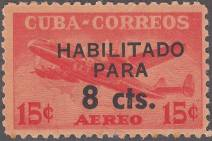 CUBA-CORREOS
HABILITADO
PARA
8 cts.
15¢ 15¢
AEREO